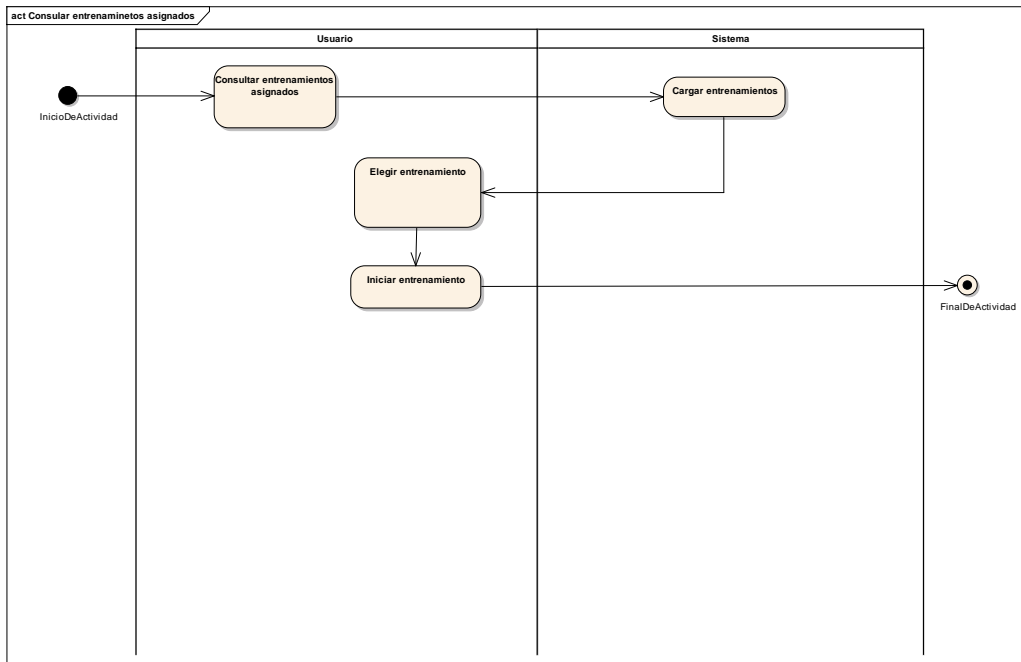 act Consular entrenaminetos asignados
Usuario
Sistema
Consultar entrenamientos
asignados
Cargar entrenamientos
InicioDeActividad
Elegir entrenamiento
Iniciar entrenamiento
FinalDeActividad